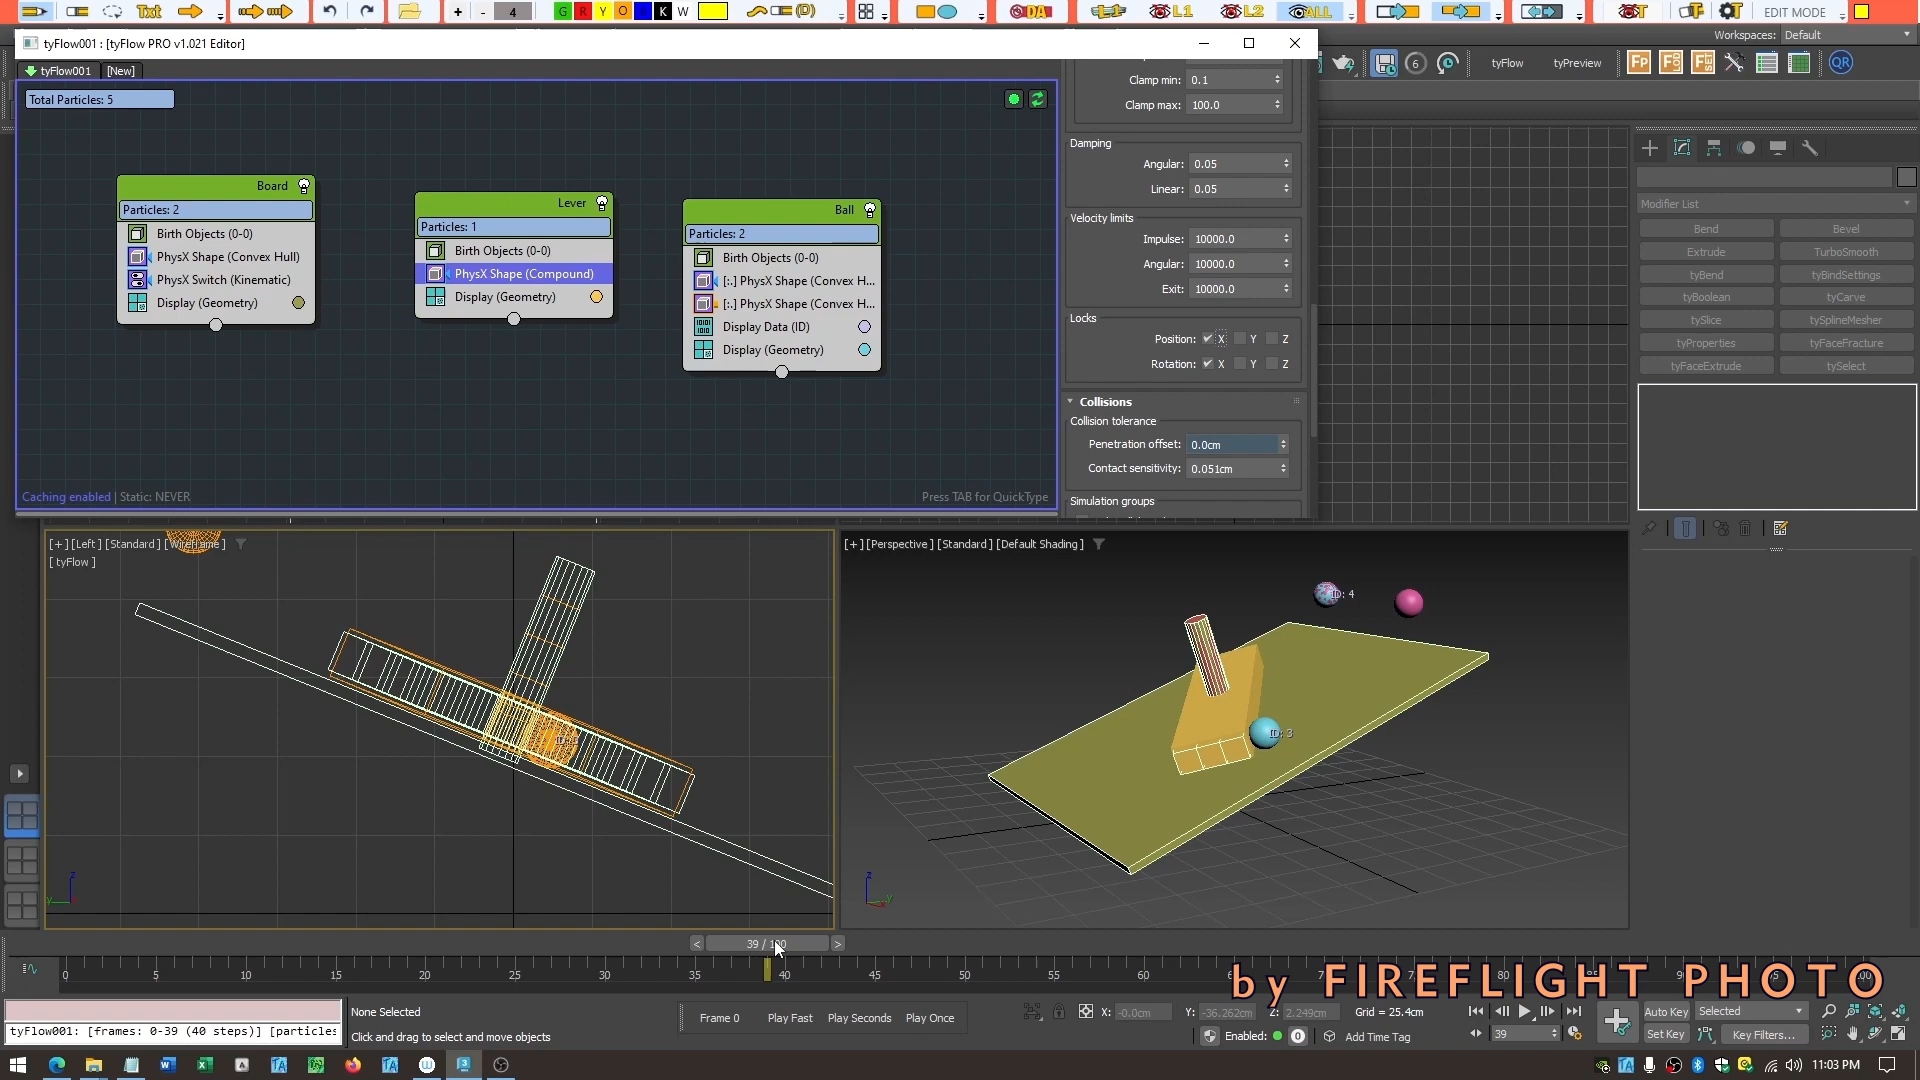 Txt
+ - 4
G R Y O K W
(D)
DA
L1
L2
ALL
T
T
T
EDIT MODE
tyFlow001 : [tyFlow PRO v1.021 Editor]
Workspaces: Default
tyFlow001
[New]
6
tyFlow
tyPreview
QR
Total Particles: 5
Clamp min: 0.1
Clamp max: 100.0
Damping
Angular: 0.05
Linear: 0.05
Velocity limits
Impulse: 10000.0
Angular: 10000.0
Exit: 10000.0
Locks
Position: X Y Z
Rotation: X Y Z
Collisions
Collision tolerance
Penetration offset: 0.0cm
Contact sensitivity: 0.051cm
Simulation groups
Board
Particles: 2
Birth Objects (0-0)
PhysX Shape (Convex Hull)
PhysX Switch (Kinematic)
Display (Geometry)
Lever
Particles: 1
Birth Objects (0-0)
PhysX Shape (Compound)
Display (Geometry)
Ball
Particles: 2
Birth Objects (0-0)
[:.] PhysX Shape (Convex H...
[:.] PhysX Shape (Convex H...
Display Data (ID)
Display (Geometry)
Caching enabled | Static: NEVER
Press TAB for QuickType
Modifier List
Bend
Bevel
Extrude
TurboSmooth
tyBend
tyBindSettings
tyBoolean
tyCarve
tySlice
tySplineMesher
tyProperties
tyFaceFracture
tyFaceExtrude
tySelect
[+] [Left] [Standard] [Wireframe]
[ tyFlow ]
[+] [Perspective] [Standard] [Default Shading]
ID: 4
ID: 3
z
y
z
y
< 39 / 100 >
0 5 10 15 20 25 30 35 40 45 50 55 60
by FIREFLIGHT PHOTO
tyFlow001: [frames: 0-39 (40 steps)] [particles
None Selected
Click and drag to select and move objects
Frame 0
Play Fast
Play Seconds
Play Once
X: -0.0cm
Y: -36.262cm
Z: 2.249cm
Grid = 25.4cm
Enabled: 0
Add Time Tag
39
Auto Key
Selected
Set Key
Key Filters...
11:03 PM